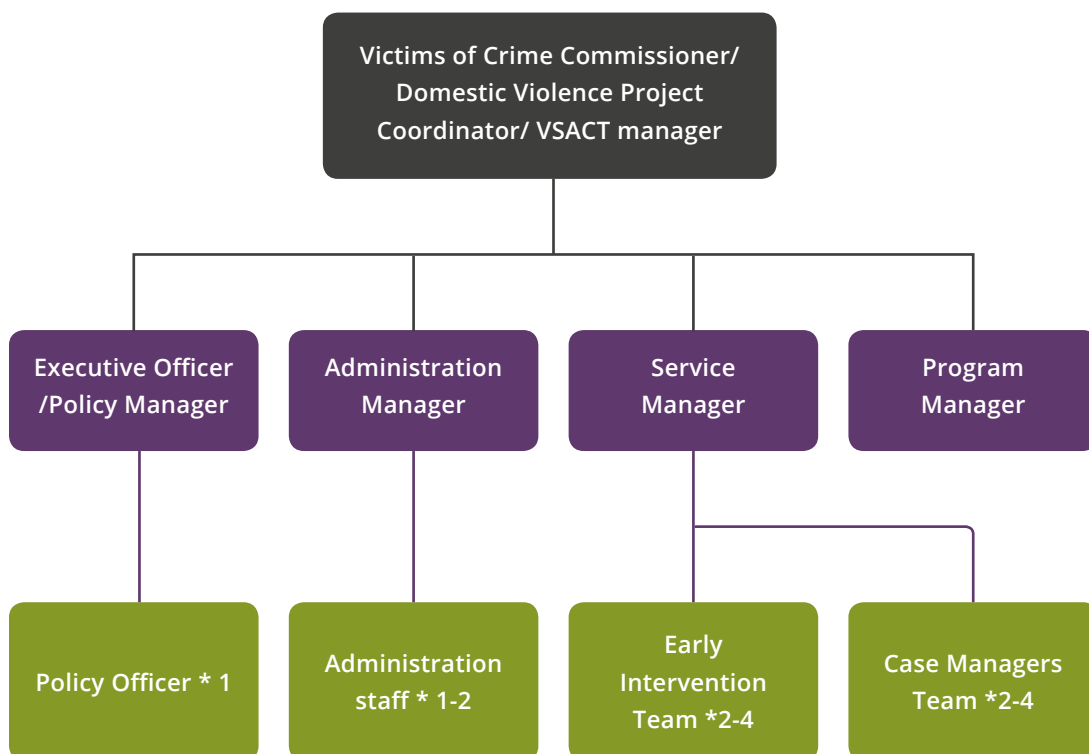 Victims of Crime Commissioner/
Domestic Violence Project
Coordinator/ VSACT manager
Executive Officer
/Policy Manager
Administration
Manager
Service
Manager
Program
Manager
Policy Officer * 1
Administration
staff * 1-2
Early
Intervention
Team *2-4
Case Managers
Team *2-4